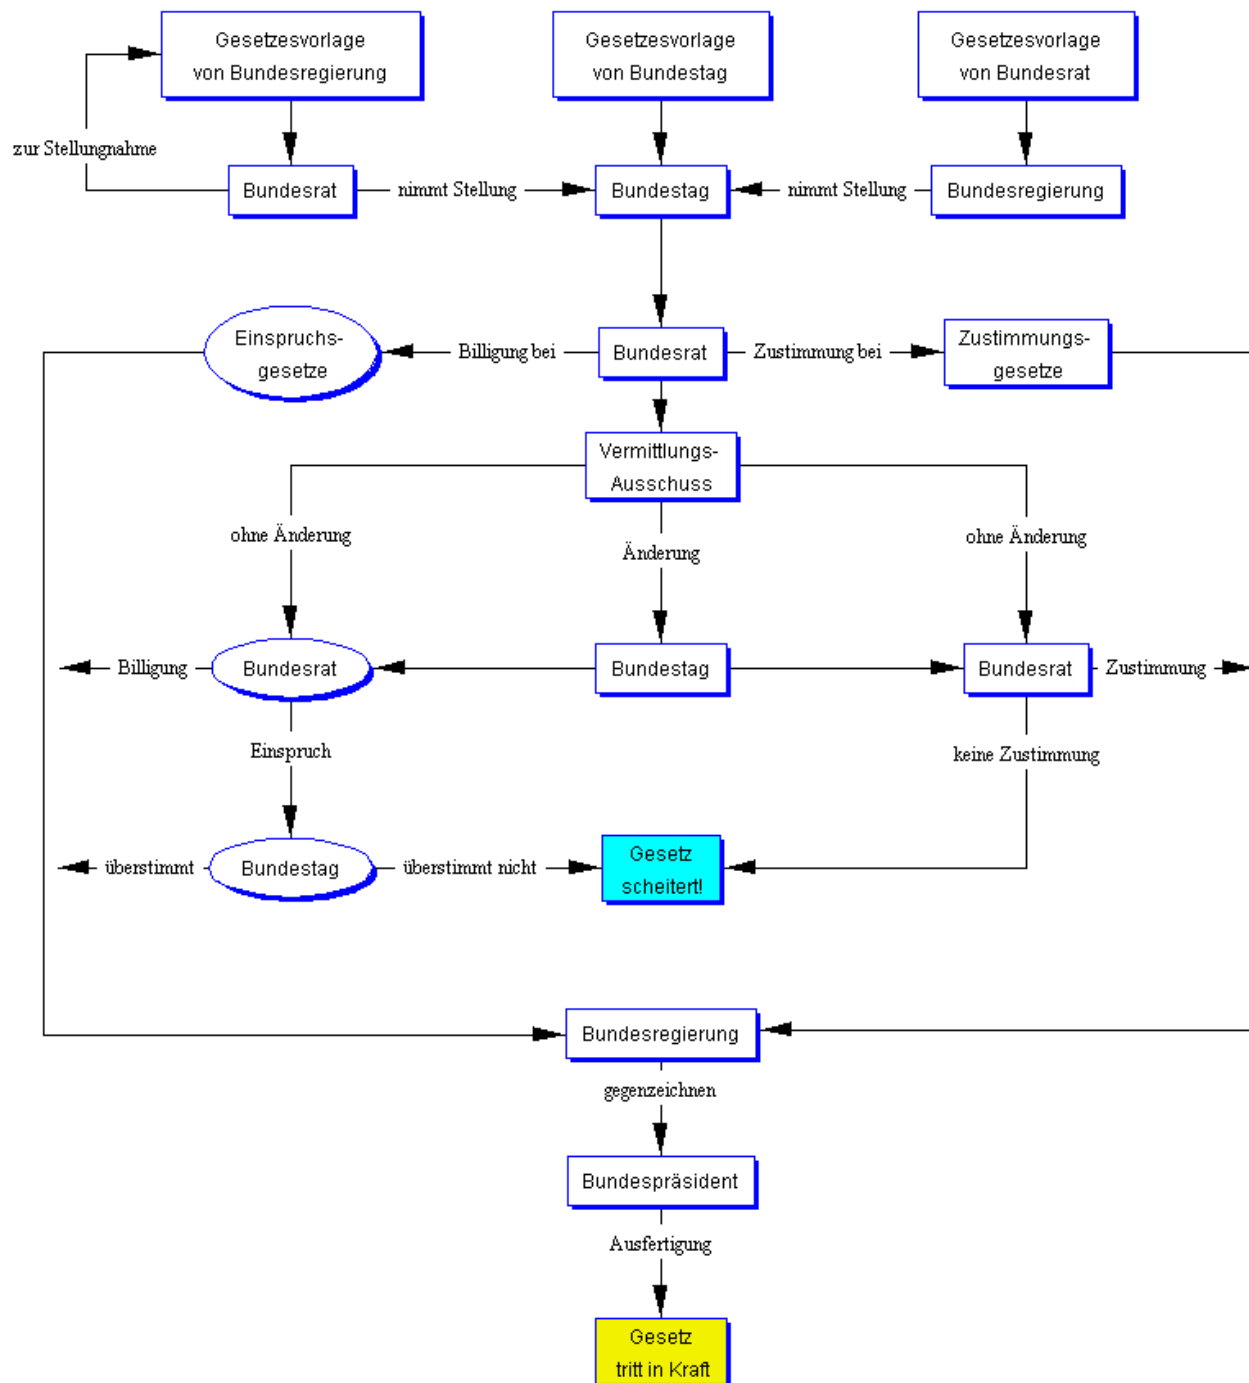 Gesetzesvorlage
von Bundesregierung
Gesetzesvorlage
von Bundestag
Gesetzesvorlage
von Bundesrat
zur Stellungnahme
Bundesrat
nimmt Stellung
Bundestag
nimmt Stellung
Bundesregierung
Einspruchs-
gesetze
Billigung bei
Bundesrat
Zustimmung bei
Zustimmungs-
gesetze
Vermittlungs-
Ausschuss
ohne Änderung
Änderung
ohne Änderung
Billigung
Bundesrat
Bundestag
Bundesrat
Zustimmung
Einspruch
keine Zustimmung
überstimmt
Bundestag
überstimmt nicht
Gesetz
scheitert!
Bundesregierung
gegenzeichnen
Bundespräsident
Ausfertigung
Gesetz
tritt in Kraft